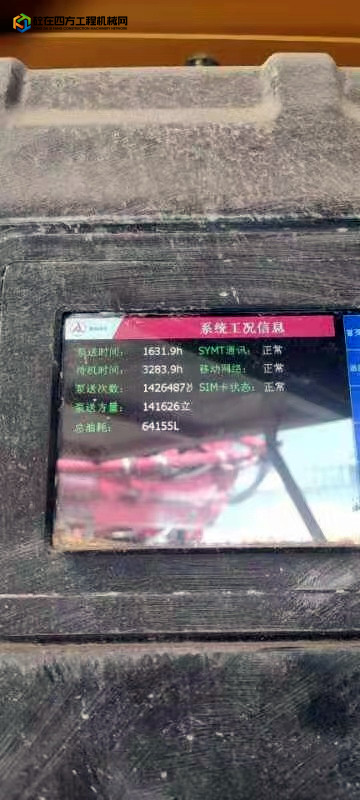 铁在四方工程机械网
系统工况信息
泵送时间: 1631.9h SYMT通讯: 正常
待机时间: 3283.9h 移动网络: 正常
泵送次数: 1426487次 SIM卡状态: 正常
泵送方量: 141626立
总油耗: 64155L